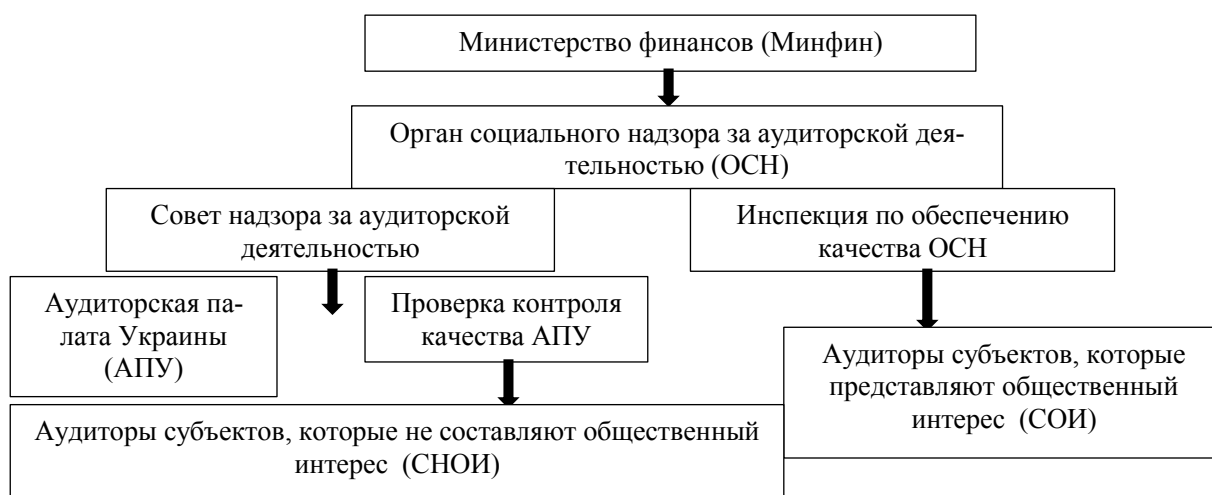 Министерство финансов (Минфин)
Орган социального надзора за аудиторской дея-
тельностью (ОСН)
Совет надзора за аудиторской
деятельностью
Инспекция по обеспечению
качества ОСН
Аудиторская па-
лата Украины
(АПУ)
Проверка контроля
качества АПУ
Аудиторы субъектов, которые
представляют общественный
интерес (СОИ)
Аудиторы субъектов, которые не составляют общественный
интерес (СНОИ)